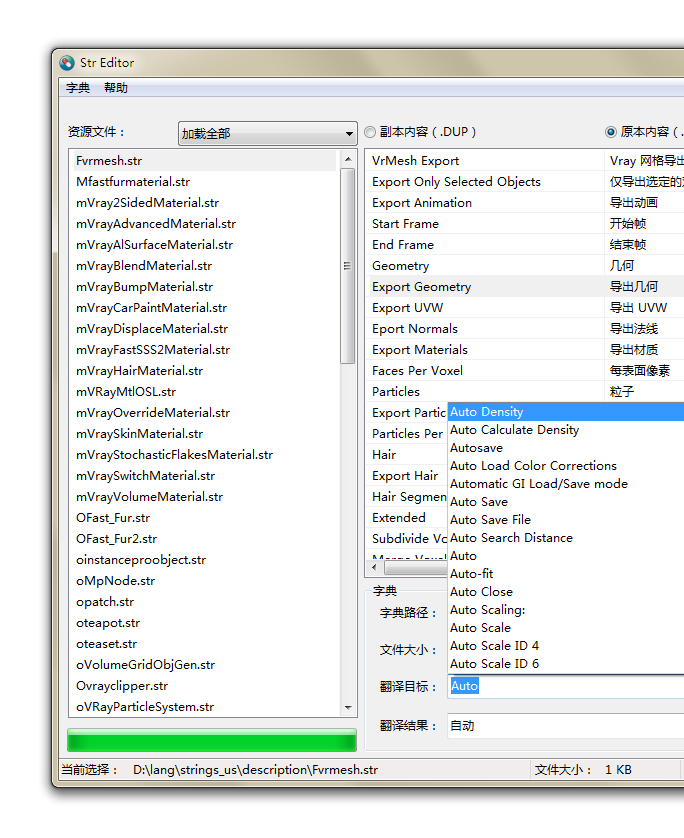 Str Editor
字典 帮助
资源文件： 加载全部 副本内容 ( .DUP ) 原本内容 ( .
Fvrmesh.str
Mfastfurmaterial.str
mVray2SidedMaterial.str
mVrayAdvancedMaterial.str
mVrayAlSurfaceMaterial.str
mVrayBlendMaterial.str
mVrayBumpMaterial.str
mVrayCarPaintMaterial.str
mVrayDisplaceMaterial.str
mVrayFastSSS2Material.str
mVrayHairMaterial.str
mVRayMtlOSL.str
mVrayOverrideMaterial.str
mVraySkinMaterial.str
mVrayStochasticFlakesMaterial.str
mVraySwitchMaterial.str
mVrayVolumeMaterial.str
OFast_Fur.str
OFast_Fur2.str
oinstanceproobject.str
oMpNode.str
opatch.str
oteapot.str
oteaset.str
oVolumeGridObjGen.str
Ovrayclipper.str
oVRayParticleSystem.str
VrMesh Export Vray 网格导出
Export Only Selected Objects 仅导出选定的
Export Animation 导出动画
Start Frame 开始帧
End Frame 结束帧
Geometry 几何
Export Geometry 导出几何
Export UVW 导出 UVW
Eport Normals 导出法线
Export Materials 导出材质
Faces Per Voxel 每表面像素
Particles 粒子
Export Partic
Particles Per
Hair
Export Hair
Hair Segmen
Extended
Subdivide Vo
Merge Voxel
Auto Density
Auto Calculate Density
Autosave
Auto Load Color Corrections
Automatic GI Load/Save mode
Auto Save
Auto Save File
Auto Search Distance
Auto
Auto-fit
Auto Close
Auto Scaling:
Auto Scale
Auto Scale ID 4
Auto Scale ID 6
字典
字典路径：
文件大小：
翻译目标： Auto
翻译结果： 自动
当前选择： D:\lang\strings_us\description\Fvrmesh.str 文件大小： 1 KB